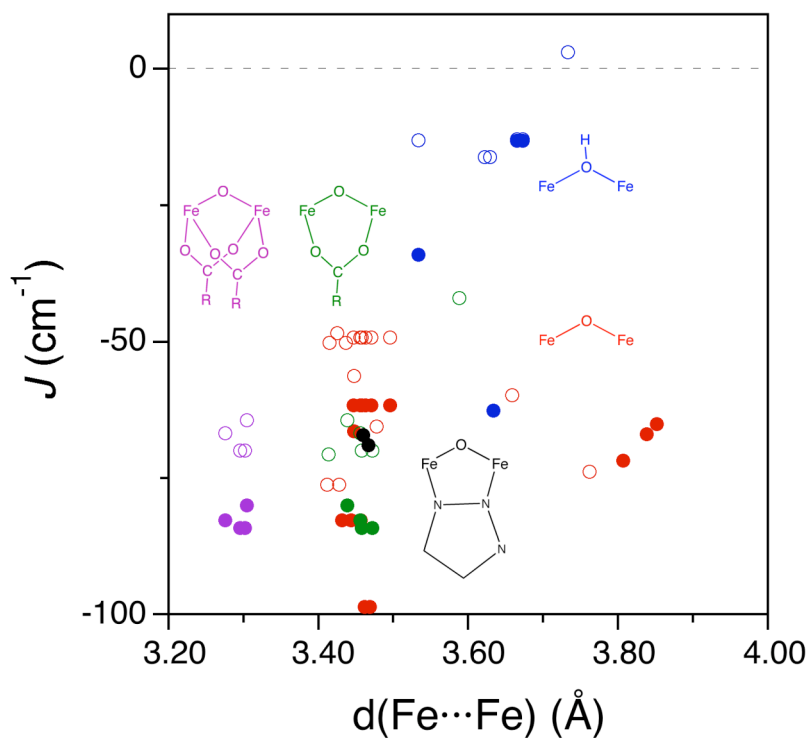 0
-50
-100
J (cm-1)
3.20
3.40
3.60
3.80
4.00
d(Fe···Fe) (Å)
O
Fe Fe
O O O O
C C
R R
O
Fe Fe
O O
C
R
H
O
Fe Fe
O
Fe Fe
O
Fe Fe
N N
N